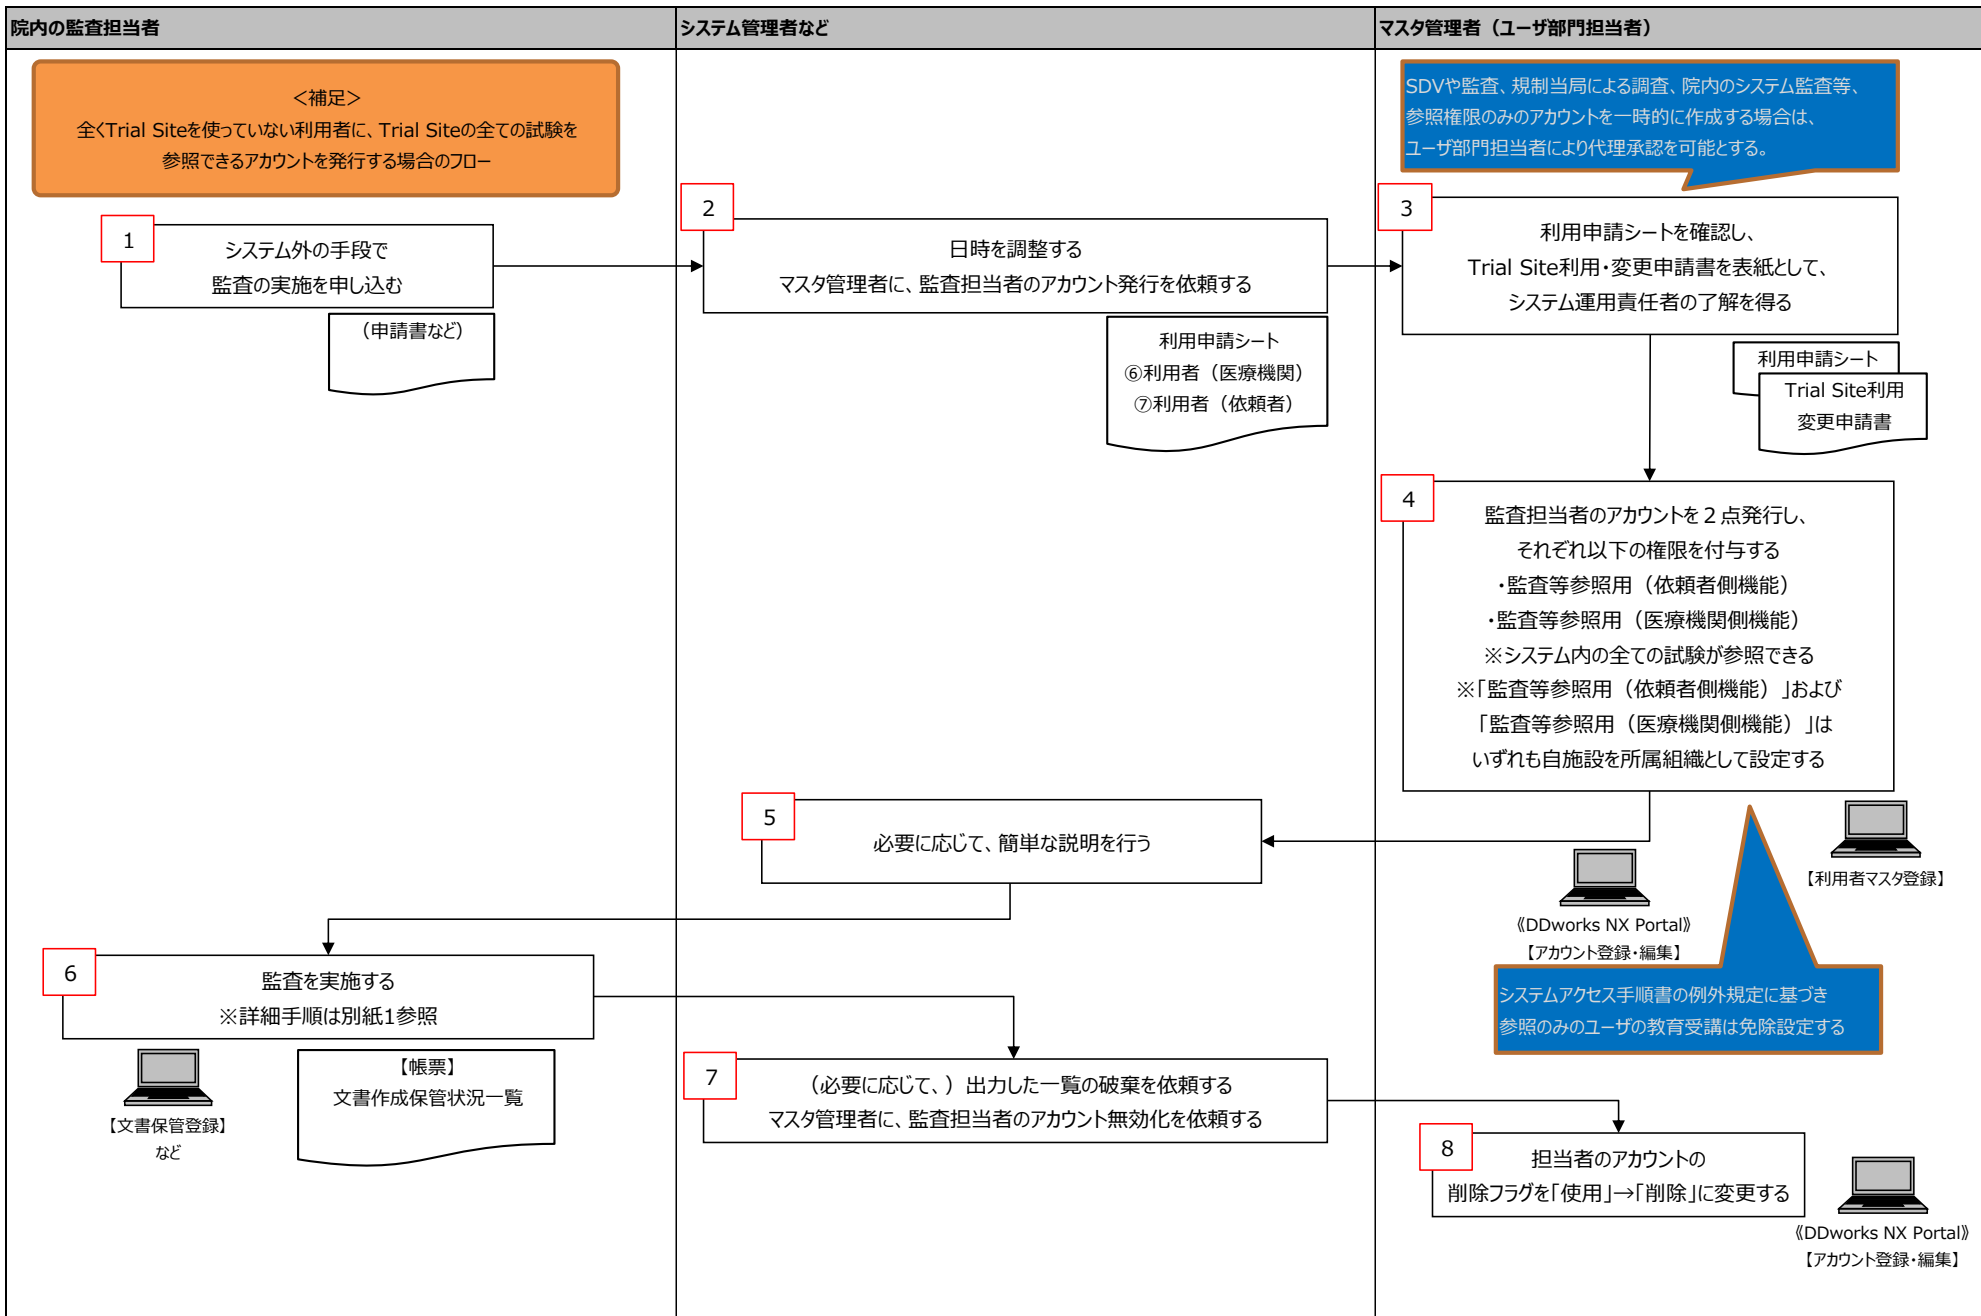 院内の監査担当者
システム管理者など
マスタ管理者（ユーザ部門担当者）
＜補足＞
全くTrial Siteを使っていない利用者に、Trial Siteの全ての試験を
参照できるアカウントを発行する場合のフロー
SDVや監査、規制当局による調査、院内のシステム監査等、
参照権限のみのアカウントを一時的に作成する場合は、
ユーザ部門担当者により代理承認を可能とする。
1
システム外の手段で
監査の実施を申し込む
（申請書など）
2
日時を調整する
マスタ管理者に、監査担当者のアカウント発行を依頼する
利用申請シート
⑥利用者（医療機関）
⑦利用者（依頼者）
3
利用申請シートを確認し、
Trial Site利用・変更申請書を表紙として、
システム運用責任者の了解を得る
利用申請シート
Trial Site利用
変更申請書
4
監査担当者のアカウントを２点発行し、
それぞれ以下の権限を付与する
・監査等参照用（依頼者側機能）
・監査等参照用（医療機関側機能）
※システム内の全ての試験が参照できる
※「監査等参照用（依頼者側機能）」および
「監査等参照用（医療機関側機能）」は
いずれも自施設を所属組織として設定する
【利用者マスタ登録】
《DDworks NX Portal》
【アカウント登録・編集】
システムアクセス手順書の例外規定に基づき
参照のみのユーザの教育受講は免除設定する
5
必要に応じて、簡単な説明を行う
6
監査を実施する
※詳細手順は別紙1参照
【文書保管登録】
など
【帳票】
文書作成保管状況一覧
7
（必要に応じて、）出力した一覧の破棄を依頼する
マスタ管理者に、監査担当者のアカウント無効化を依頼する
8
担当者のアカウントの
削除フラグを「使用」→「削除」に変更する
《DDworks NX Portal》
【アカウント登録・編集】